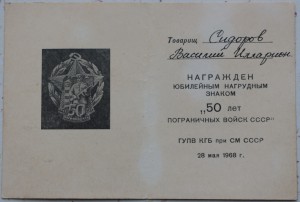 Товарищ Сидоров
Василий Илларион
НАГРАЖДЕН
ЮБИЛЕЙНЫМ НАГРУДНЫМ
ЗНАКОМ
„50 лет
ПОГРАНИЧНЫХ ВОЙСК СССР"
ГУПВ КГБ при СМ СССР
28 мая 1968 г.
50